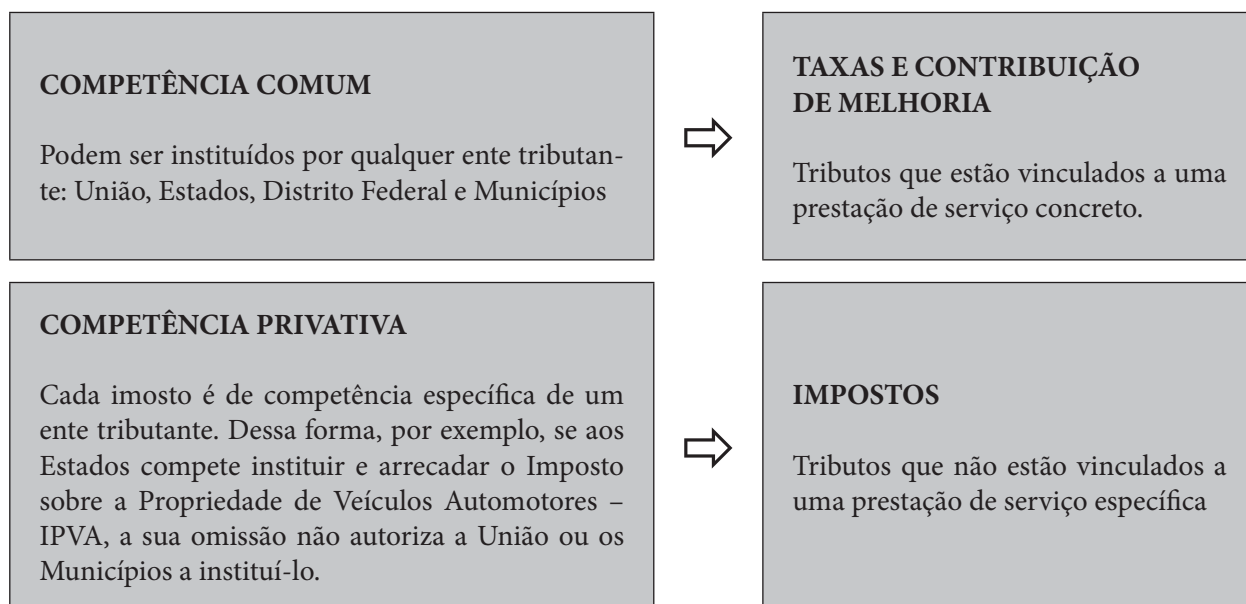 COMPETÊNCIA COMUM
Podem ser instituídos por qualquer ente tributan-
te: União, Estados, Distrito Federal e Municípios
TAXAS E CONTRIBUIÇÃO
DE MELHORIA
Tributos que estão vinculados a uma
prestação de serviço concreto.
COMPETÊNCIA PRIVATIVA
Cada imosto é de competência específica de um
ente tributante. Dessa forma, por exemplo, se aos
Estados compete instituir e arrecadar o Imposto
sobre a Propriedade de Veículos Automotores –
IPVA, a sua omissão não autoriza a União ou os
Municípios a instituí-lo.
IMPOSTOS
Tributos que não estão vinculados a
uma prestação de serviço específica